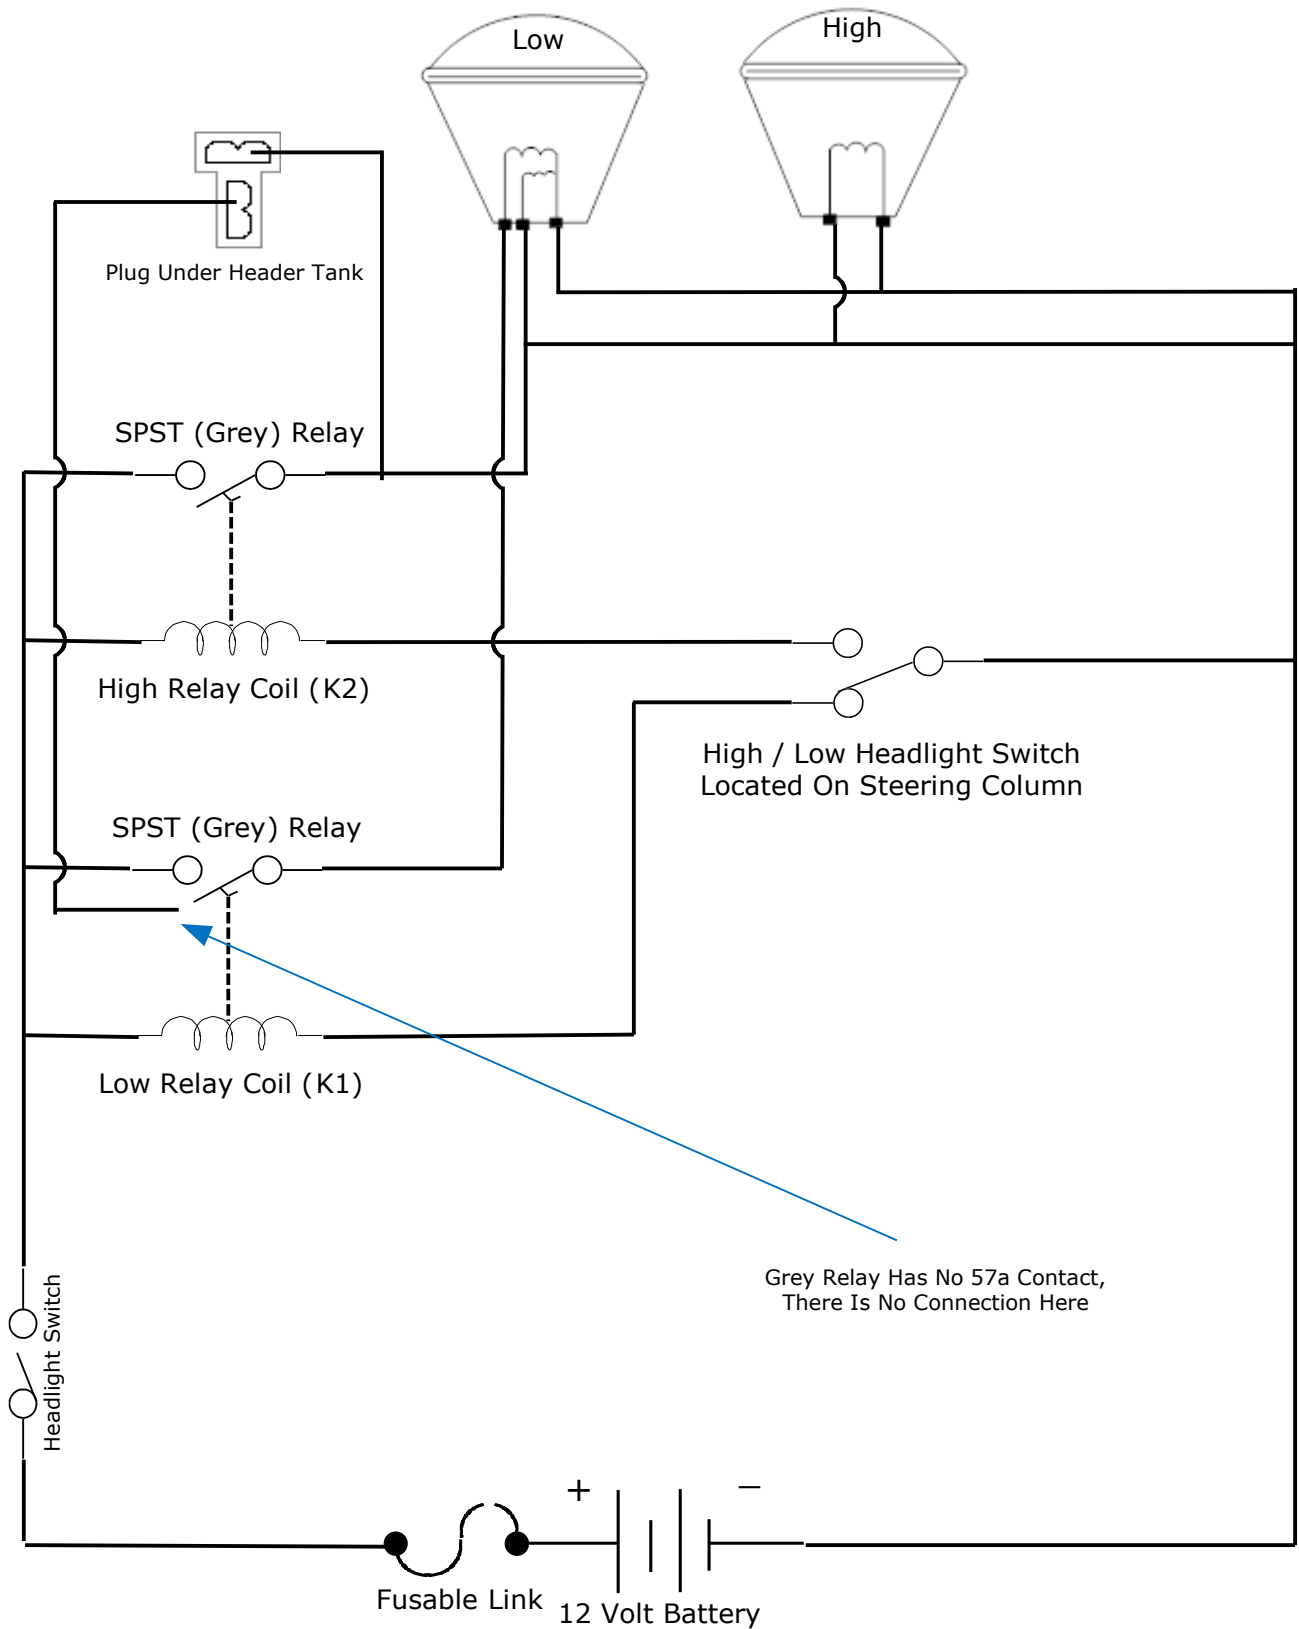 Low
High
Plug Under Header Tank
SPST (Grey) Relay
High Relay Coil (K2)
High / Low Headlight Switch
Located On Steering Column
SPST (Grey) Relay
Low Relay Coil (K1)
Grey Relay Has No 57a Contact,
There Is No Connection Here
Headlight Switch
+
–
Fusable Link
12 Volt Battery